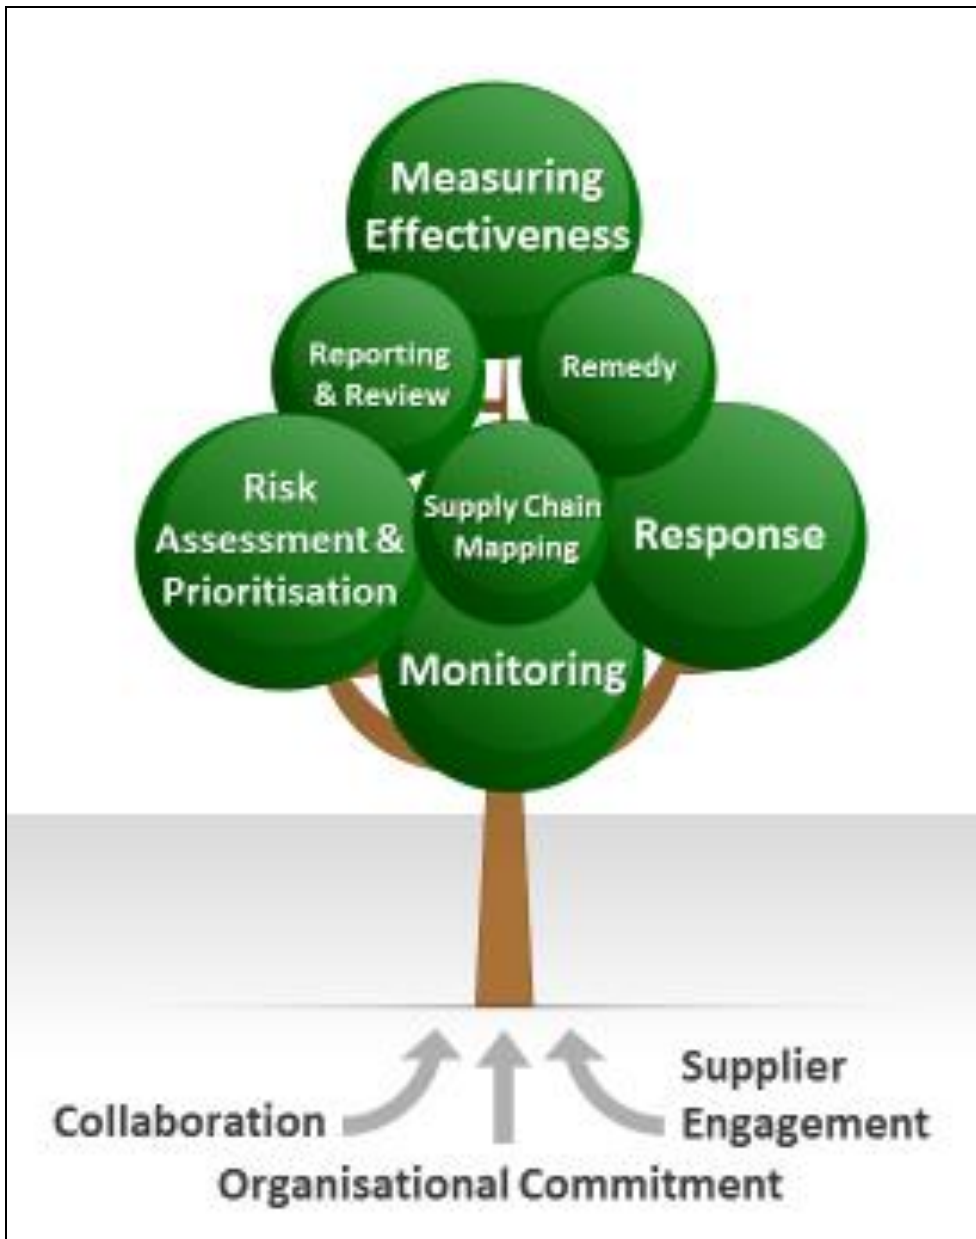 Measuring
Effectiveness
Reporting
& Review
Remedy
Risk
Assessment &
Prioritisation
Supply Chain
Mapping
Response
Monitoring
Collaboration
Supplier
Engagement
Organisational Commitment